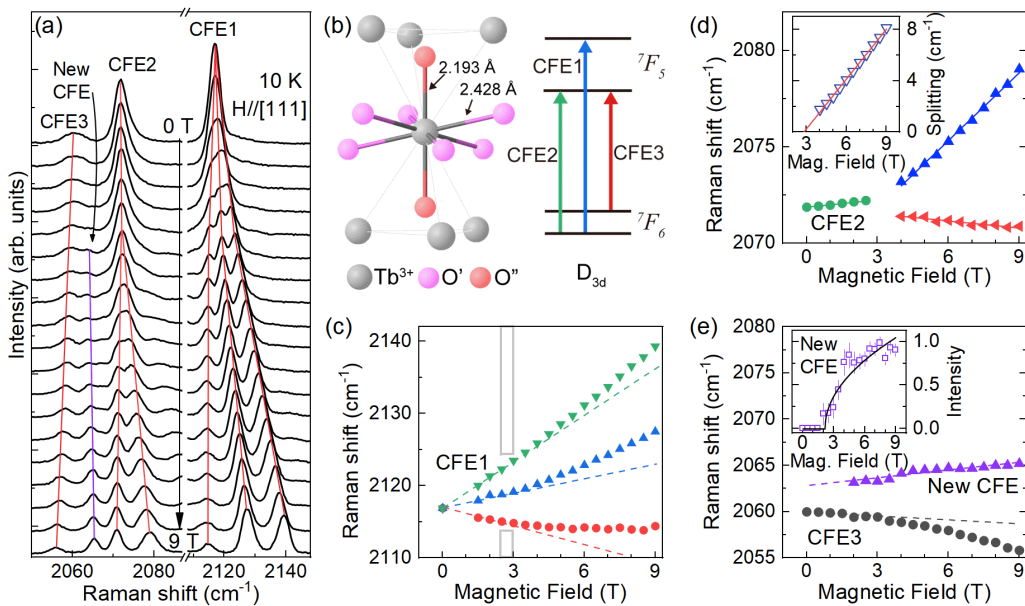 (a)
New
CFE
CFE3
CFE2
CFE1
10 K
H//[111]
0 T
9 T
Intensity (arb. units)
2060 2080 2120 2140
Raman shift (cm⁻¹)
(b)
2.193 Å
2.428 Å
CFE1
CFE2
CFE3
⁷F₅
⁷F₆
Tb³⁺ O' O"
D₃d
(c)
2140
2130
2120
2110
CFE1
Raman shift (cm⁻¹)
0 3 6 9
Magnetic Field (T)
(d)
2080
2075
2070
Raman shift (cm⁻¹)
CFE2
0 3 6 9
Magnetic Field (T)
8
4
0
Splitting (cm⁻¹)
3 6 9
Mag. Field (T)
(e)
2080
2075
2070
2065
2060
2055
Raman shift (cm⁻¹)
New CFE
CFE3
0 3 6 9
Magnetic Field (T)
New
CFE
1.0
0.5
0.0
Intensity
0 3 6 9
Mag. Field (T)